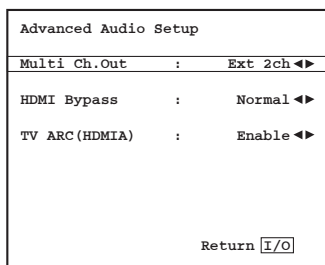 Advanced Audio Setup
Multi Ch.Out : Ext 2ch◄►
HDMI Bypass : Normal◄►
TV ARC(HDMIA) : Enable◄►
Return I/O